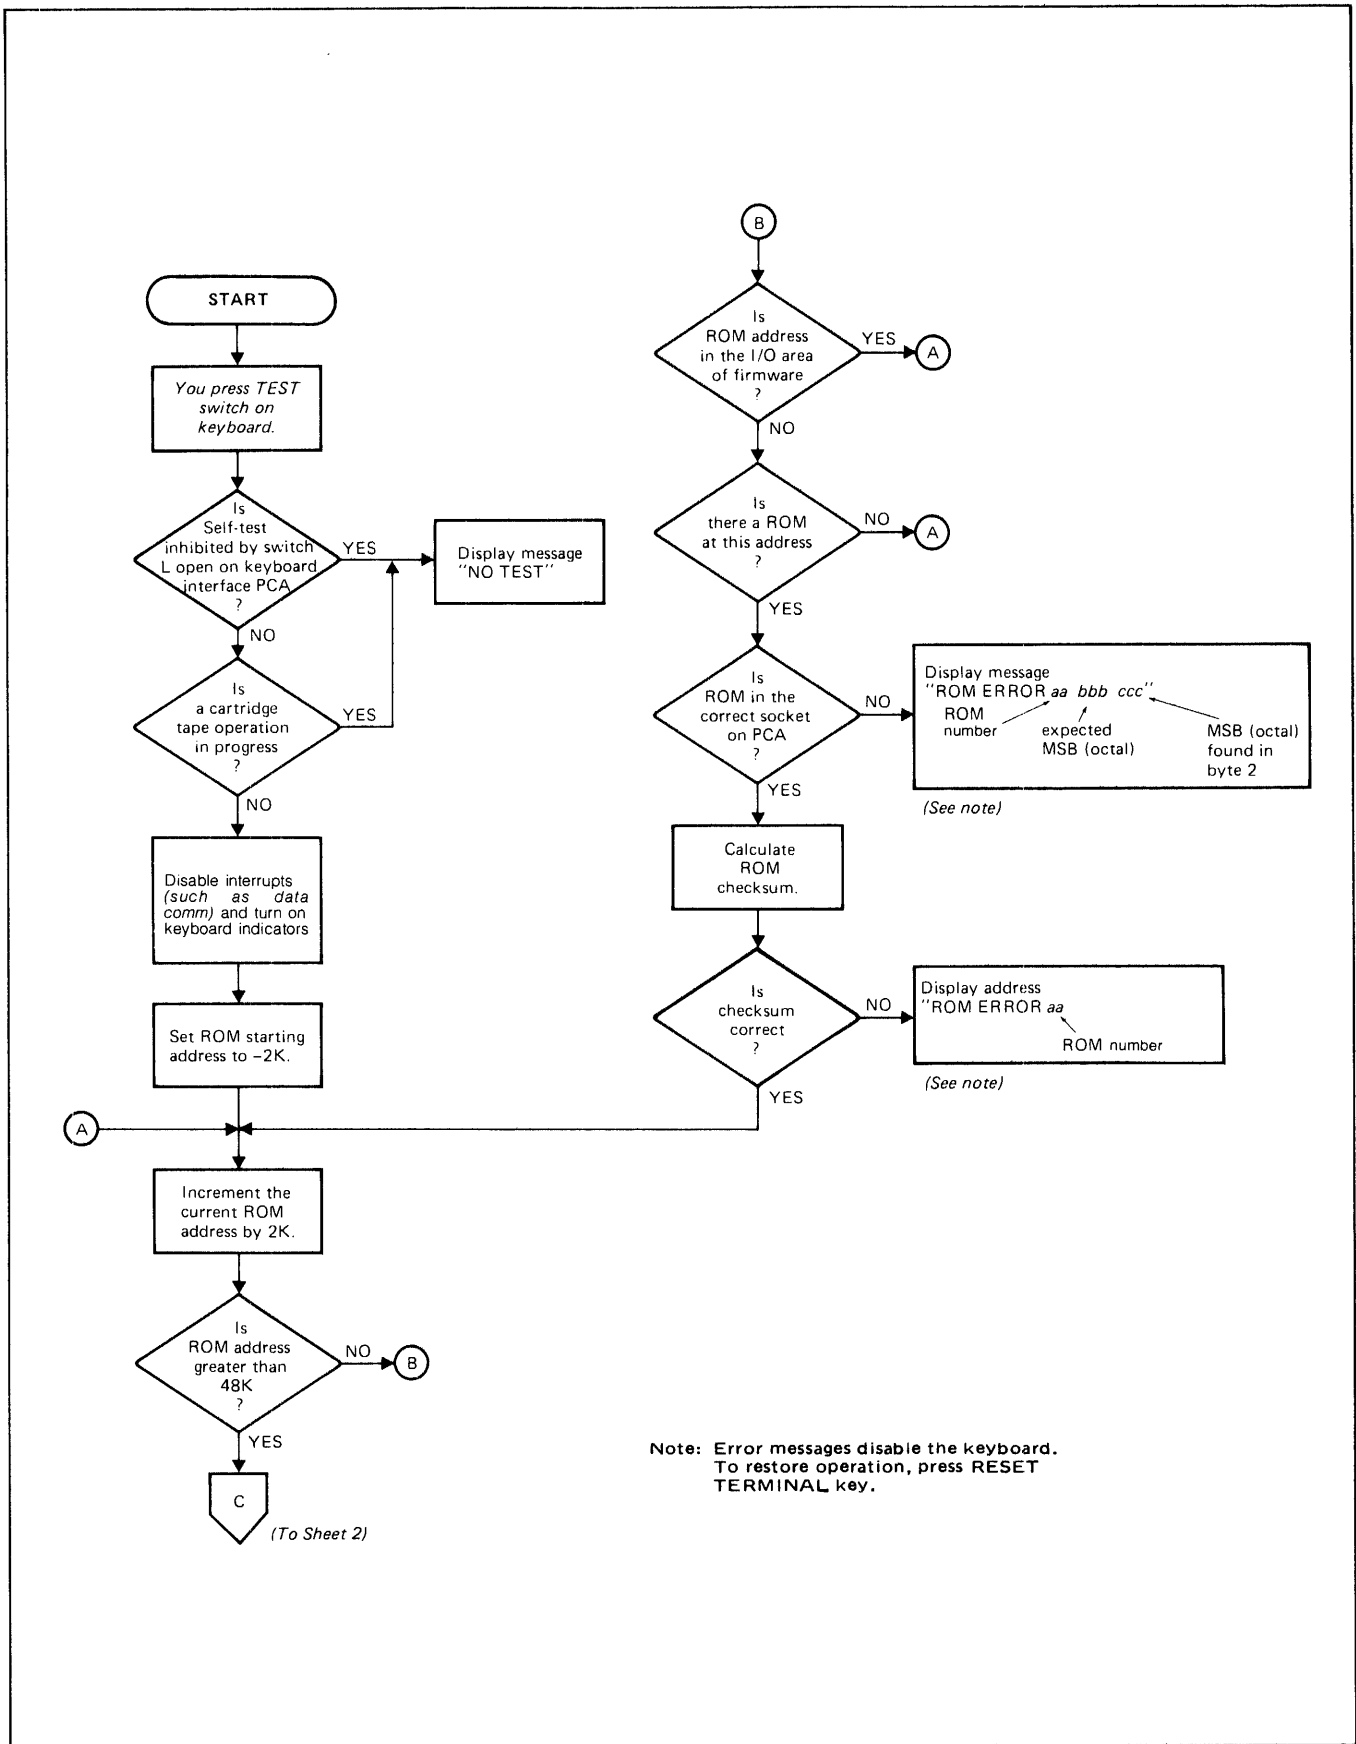 START
You press TEST
switch on
keyboard.
Is
Self-test
inhibited by switch
L open on keyboard
interface PCA
?
YES
Display message
"NO TEST"
NO
Is
a cartridge
tape operation
in progress
?
YES
NO
Disable interrupts
(such as data
comm) and turn on
keyboard indicators
Set ROM starting
address to –2K.
A
Increment the
current ROM
address by 2K.
Is
ROM address
greater than
48K
?
NO
B
YES
C
(To Sheet 2)
B
Is
ROM address
in the I/O area
of firmware
?
YES
A
NO
Is
there a ROM
at this address
?
NO
A
YES
Is
ROM in the
correct socket
on PCA
?
NO
Display message
"ROM ERROR aa bbb ccc"
ROM
number
expected
MSB (octal)
MSB (octal)
found in
byte 2
(See note)
YES
Calculate
ROM
checksum.
Is
checksum
correct
?
NO
Display address
"ROM ERROR aa
ROM number
(See note)
YES
Note: Error messages disable the keyboard.
To restore operation, press RESET
TERMINAL key.